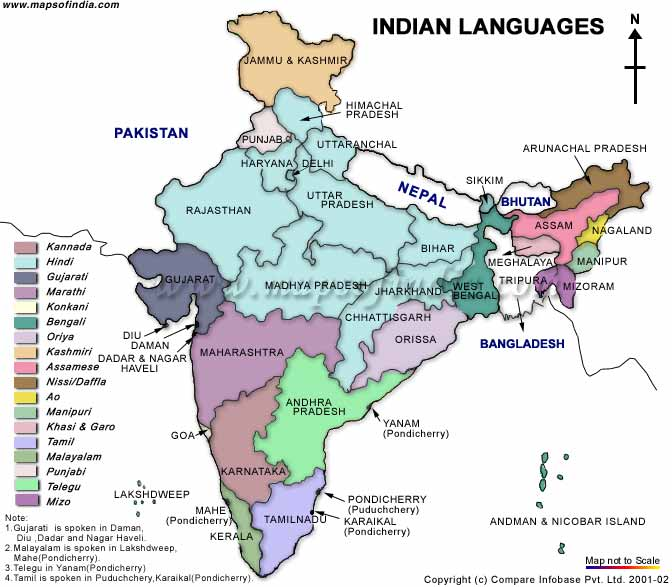 www.mapsofindia.com
INDIAN LANGUAGES
N
JAMMU & KASHMIR
HIMACHAL
PRADESH
PAKISTAN
PUNJAB
UTTARANCHAL
HARYANA
DELHI
ARUNACHAL PRADESH
SIKKIM
NEPAL
BHUTAN
RAJASTHAN
UTTAR
PRADESH
ASSAM
NAGALAND
BIHAR
MEGHALAYA
MANIPUR
GUJARAT
MADHYA PRADESH
JHARKHAND
WEST
BENGAL
TRIPURA
MIZORAM
www.mapsofindia.com
CHHATTISGARH
DIU
DAMAN
DADAR & NAGAR
HAVELI
MAHARASHTRA
ORISSA
BANGLADESH
ANDHRA
PRADESH
YANAM
(Pondicherry)
GOA
KARNATAKA
LAKSHDWEEP
MAHE
(Pondicherry)
KERALA
TAMILNADU
PONDICHERRY
(Puduchchery)
KARAIKAL
(Pondicherry)
ANDMAN & NICOBAR ISLAND
Kannada
Hindi
Gujarati
Marathi
Konkani
Bengali
Oriya
Kashmiri
Assamese
Nissi/Daffla
Ao
Manipuri
Khasi & Garo
Tamil
Malayalam
Punjabi
Telegu
Mizo
Note:
1.Gujarati is spoken in Daman,
Diu ,Dadar and Nagar Haveli.
2.Malayalam is spoken in Lakshdweep,
Mahe(Pondicherry).
3.Telegu in Yanam(Pondicherry)
4.Tamil is spoken in Puduchchery,Karaikal(Pondicherry).
Map not to Scale
Copyright (c) Compare Infobase Pvt. Ltd. 2001-02